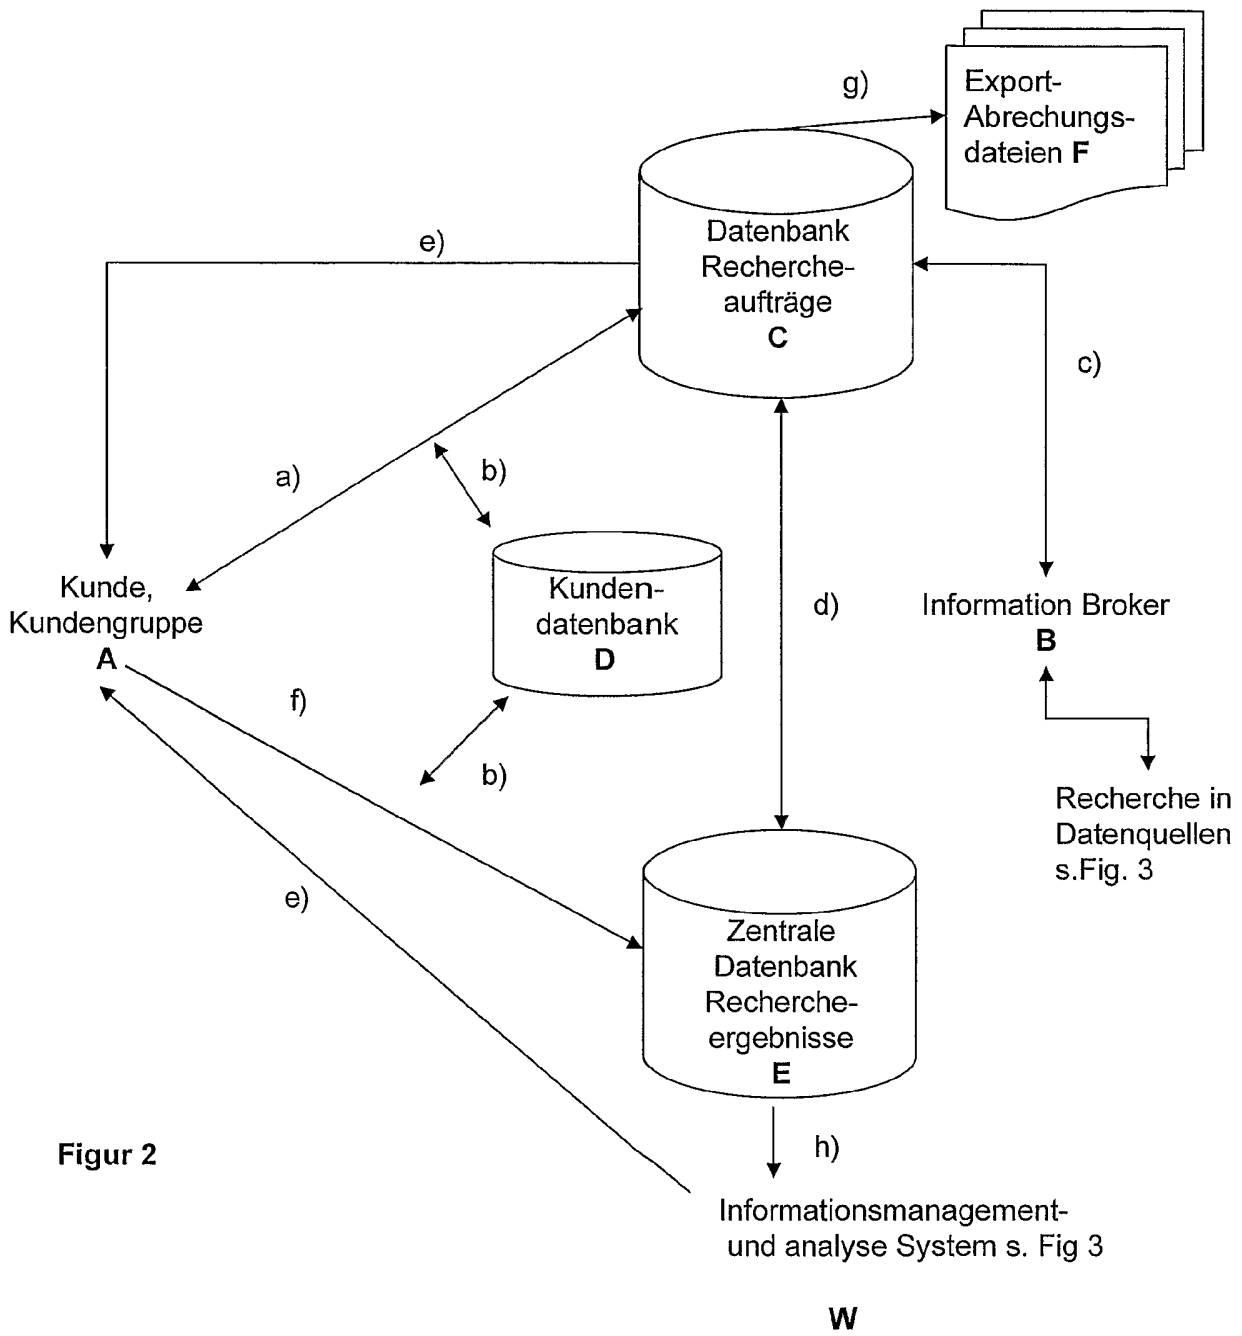 g)
Export-
Abrechungs-
dateien F
e)
Datenbank
Recherche-
aufträge
C
c)
a)
b)
Kunde,
Kundengruppe
A
Kunden-
datenbank
D
d)
Information Broker
B
f)
b)
Recherche in
Datenquellen
s.Fig. 3
e)
Zentrale
Datenbank
Recherche-
ergebnisse
E
Figur 2
h)
Informationsmanagement-
und analyse System s. Fig 3
W